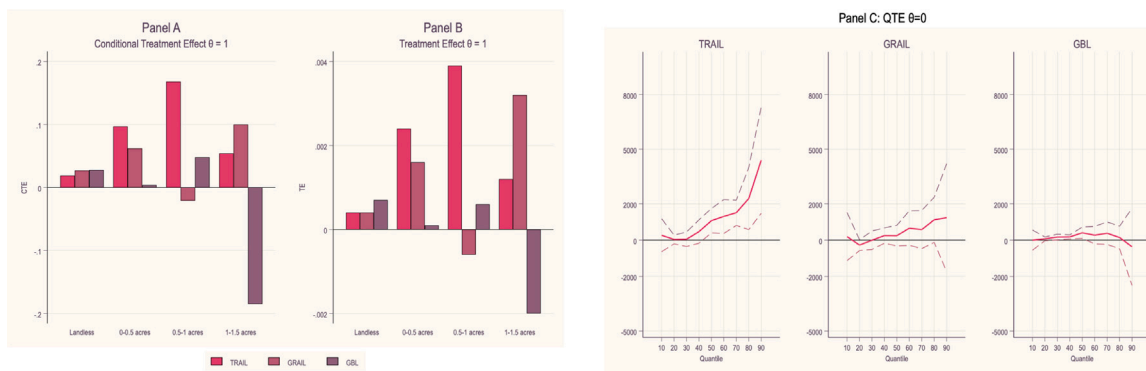 Panel A
Conditional Treatment Effect θ = 1
.2
.1
0
-.1
-.2
CTE
Landless 0-0.5 acres 0.5-1 acres 1-1.5 acres
Panel B
Treatment Effect θ = 1
.004
.002
0
-.002
TE
Landless 0-0.5 acres 0.5-1 acres 1-1.5 acres
TRAIL GRAIL GBL
Panel C: QTE θ=0
TRAIL
8000
5000
2000
0
-2000
-5000
10 20 30 40 50 60 70 80 90
Quantile
GRAIL
8000
5000
2000
0
-2000
-5000
10 20 30 40 50 60 70 80 90
Quantile
GBL
8000
5000
2000
0
-2000
-5000
10 20 30 40 50 60 70 80 90
Quantile